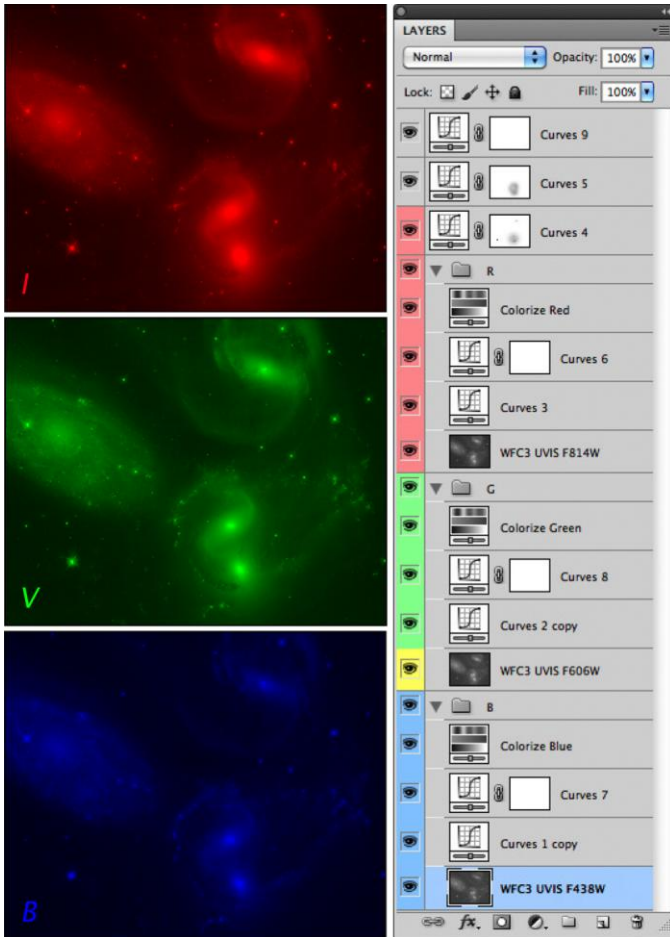 I
V
B
LAYERS
Normal Opacity: 100%
Lock: Fill: 100%
Curves 9
Curves 5
Curves 4
R
Colorize Red
Curves 6
Curves 3
WFC3 UVIS F814W
G
Colorize Green
Curves 8
Curves 2 copy
WFC3 UVIS F606W
B
Colorize Blue
Curves 7
Curves 1 copy
WFC3 UVIS F438W
fx.